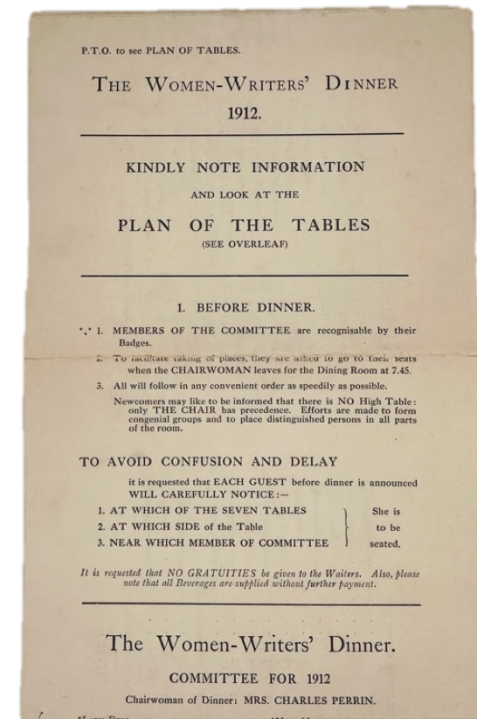 P.T.O. to see PLAN OF TABLES.
THE WOMEN-WRITERS' DINNER
1912.
KINDLY NOTE INFORMATION
AND LOOK AT THE
PLAN OF THE TABLES
(SEE OVERLEAF)
1. BEFORE DINNER.
*⁎* 1. MEMBERS OF THE COMMITTEE are recognisable by their
Badges.
2. To facilitate taking of places, they are asked to go to their seats
when the CHAIRWOMAN leaves for the Dining Room at 7.45.
3. All will follow in any convenient order as speedily as possible.
Newcomers may like to be informed that there is NO High Table:
only THE CHAIR has precedence. Efforts are made to form
congenial groups and to place distinguished persons in all parts
of the room.
TO AVOID CONFUSION AND DELAY
it is requested that EACH GUEST before dinner is announced
WILL CAREFULLY NOTICE:—
1. AT WHICH OF THE SEVEN TABLES } She is
2. AT WHICH SIDE of the Table to be
3. NEAR WHICH MEMBER OF COMMITTEE seated.
It is requested that NO GRATUITIES be given to the Waiters. Also, please
note that all Beverages are supplied without further payment.
The Women-Writers' Dinner.
COMMITTEE FOR 1912
Chairwoman of Dinner: MRS. CHARLES PERRIN.